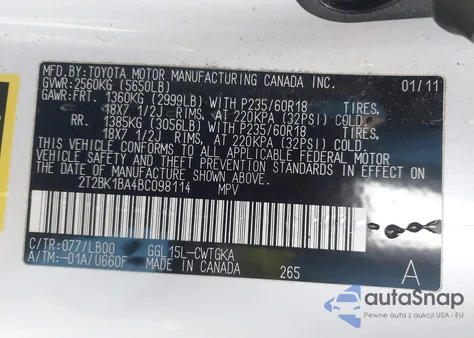 MFD. BY: TOYOTA MOTOR MANUFACTURING CANADA INC. 01/11
GVWR: 2560KG (5650LB)
GAWR: FRT. 1360KG (2999LB) WITH P235/60R18 TIRES,
18X7 1/2J RIMS, AT 220KPA (32PSI) COLD
RR. 1385KG (3056LB) WITH P235/60R18 TIRES,
18X7 1/2J RIMS, AT 220KPA (32PSI) COLD
THIS VEHICLE CONFORMS TO ALL APPLICABLE FEDERAL MOTOR
VEHICLE SAFETY AND THEFT PREVENTION STANDARDS IN EFFECT ON
THE DATE OF MANUFACTURE SHOWN ABOVE.
2T2BK1BA4BC098114 MPV
C/TR: 077/LB00 GGL15L-CWTGKA
A/TM:-01A/U660F MADE IN CANADA 265 A
autoSnap
Pewne auta z aukcji w USA i EU